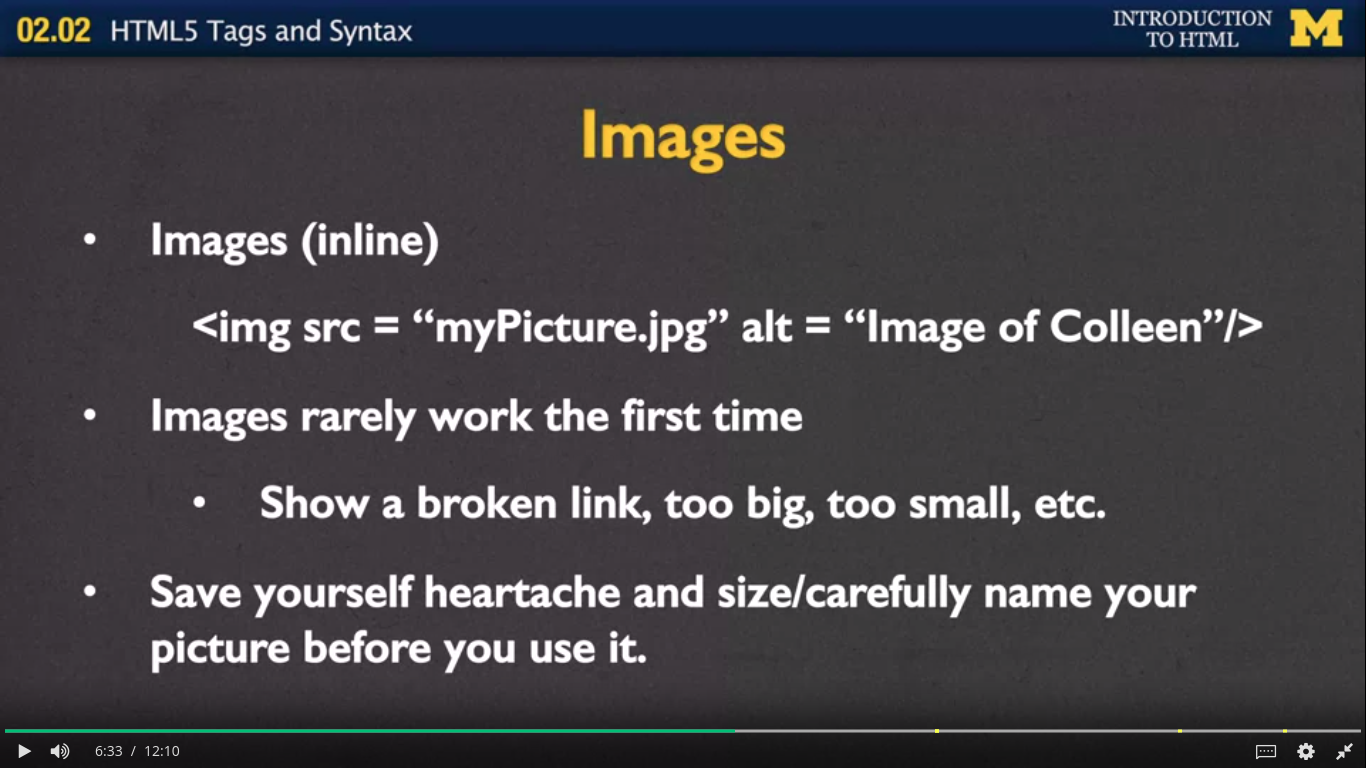 02.02 HTML5 Tags and Syntax
INTRODUCTION
TO HTML
M
Images
• Images (inline)
<img src = “myPicture.jpg” alt = “Image of Colleen”/>
• Images rarely work the first time
• Show a broken link, too big, too small, etc.
• Save yourself heartache and size/carefully name your
picture before you use it.
6:33 / 12:10